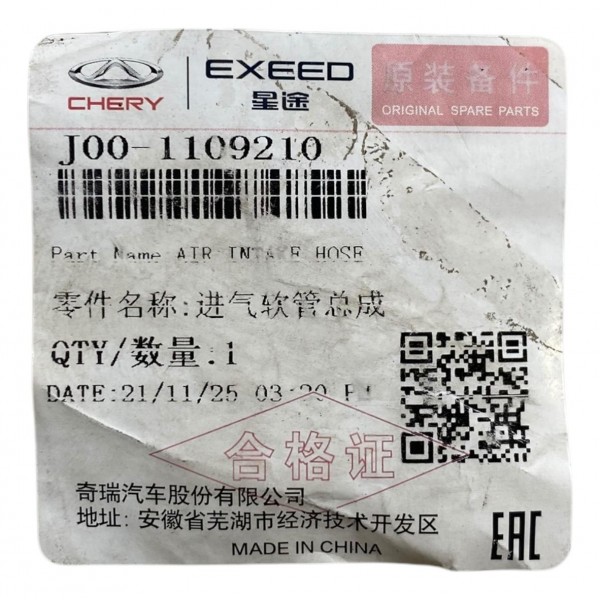 CHERY
EXEED
星途
原装备件
ORIGINAL SPARE PARTS
J00-1109210
Part Name AIR INTAKE HOSE
零件名称:进气软管总成
QTY/数量:1
DATE:21/11/25 03:20
合格证
奇瑞汽车股份有限公司
地址: 安徽省芜湖市经济技术开发区
MADE IN CHINA
EAC